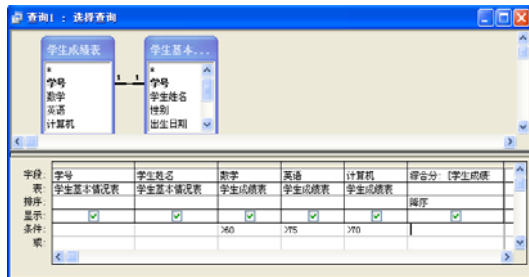 查询1 : 选择查询
学生成绩表
*
学号
数学
英语
计算机
1 1
学生基本...
*
学号
学生姓名
性别
出生日期
字段: 学号 学生姓名 数学 英语 计算机 综合分: [学生成绩
表: 学生基本情况表 学生基本情况表 学生成绩表 学生成绩表 学生成绩表
排序: 降序
显示:
条件: >60 >75 >70
或: